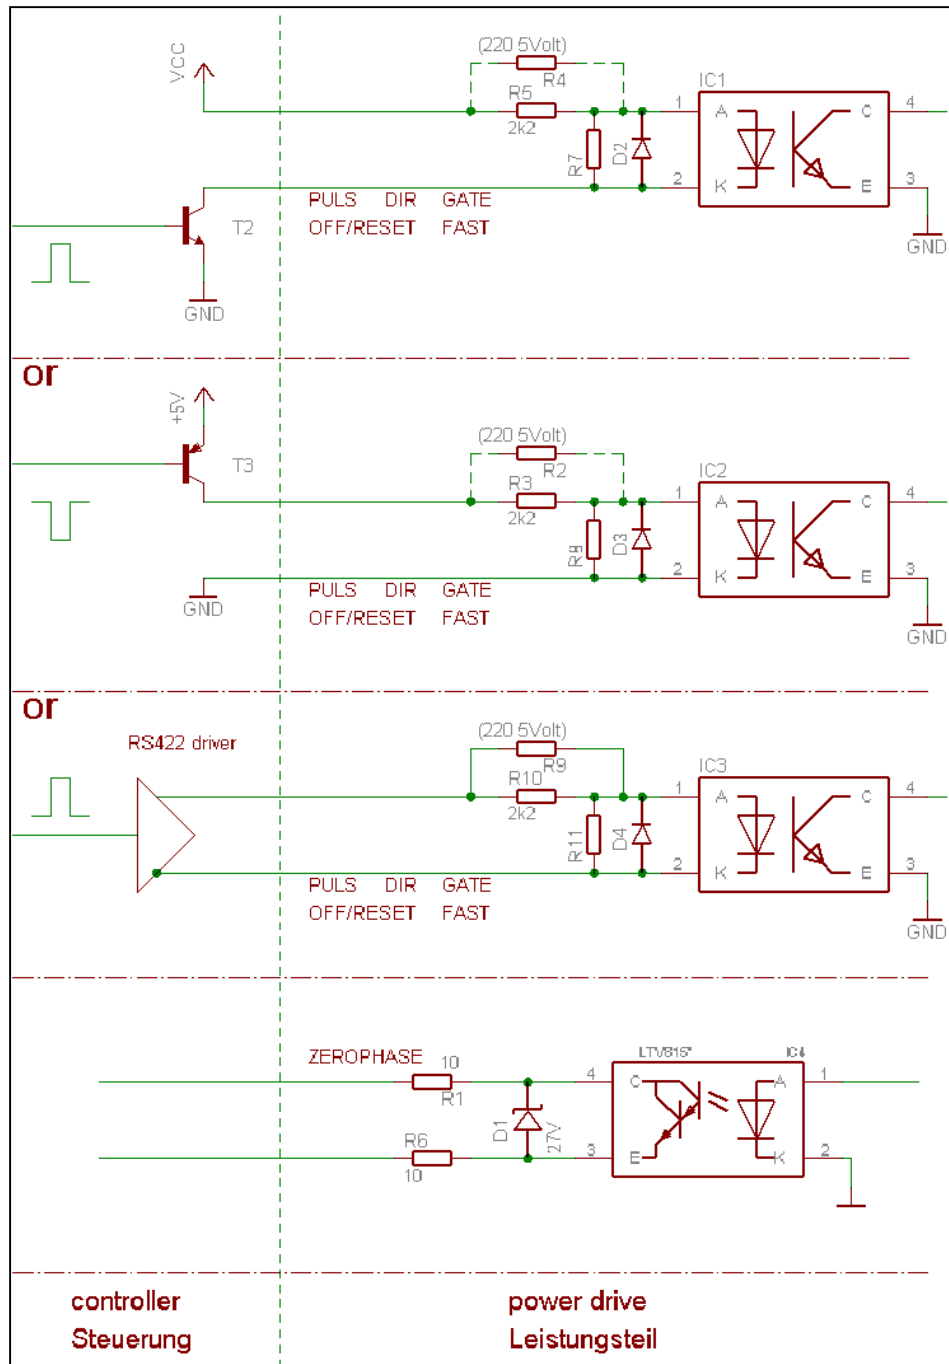 (220 5Volt)
R4
VCC
R5
2k2
R7
D2
IC1
1
A
C
4
2
K
E
3
GND
PULS DIR GATE
OFF/RESET FAST
T2
GND
or
+5V
T3
(220 5Volt)
R2
R3
2k2
R8
D3
IC2
1
A
C
4
2
K
E
3
GND
GND
PULS DIR GATE
OFF/RESET FAST
or
RS422 driver
(220 5Volt)
R9
R10
2k2
R11
D4
IC3
1
A
C
4
2
K
E
3
GND
PULS DIR GATE
OFF/RESET FAST
ZEROPHASE
10
R1
R6
10
D1
27V
LTV815*
IC4
4
C
A
1
3
E
K
2
controller
power drive
Steuerung
Leistungsteil